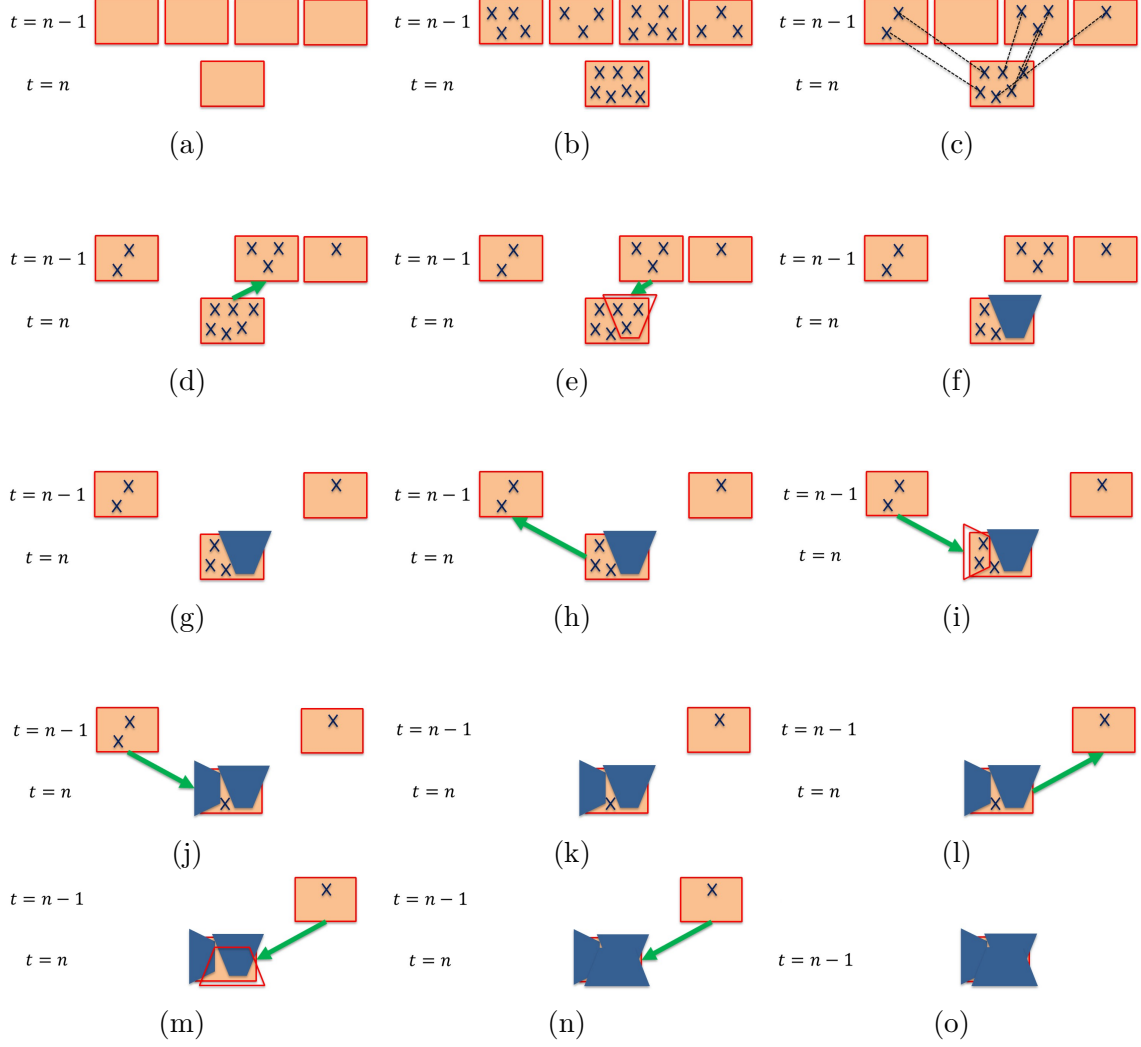 t = n − 1 t = n − 1 t = n − 1
t = n t = n t = n
(a) (b) (c)
t = n − 1 t = n − 1 t = n − 1
t = n t = n t = n
(d) (e) (f)
t = n − 1 t = n − 1 t = n − 1
t = n t = n t = n
(g) (h) (i)
t = n − 1 t = n − 1 t = n − 1
t = n t = n t = n
(j) (k) (l)
t = n − 1 t = n − 1
t = n t = n t = n − 1
(m) (n) (o)